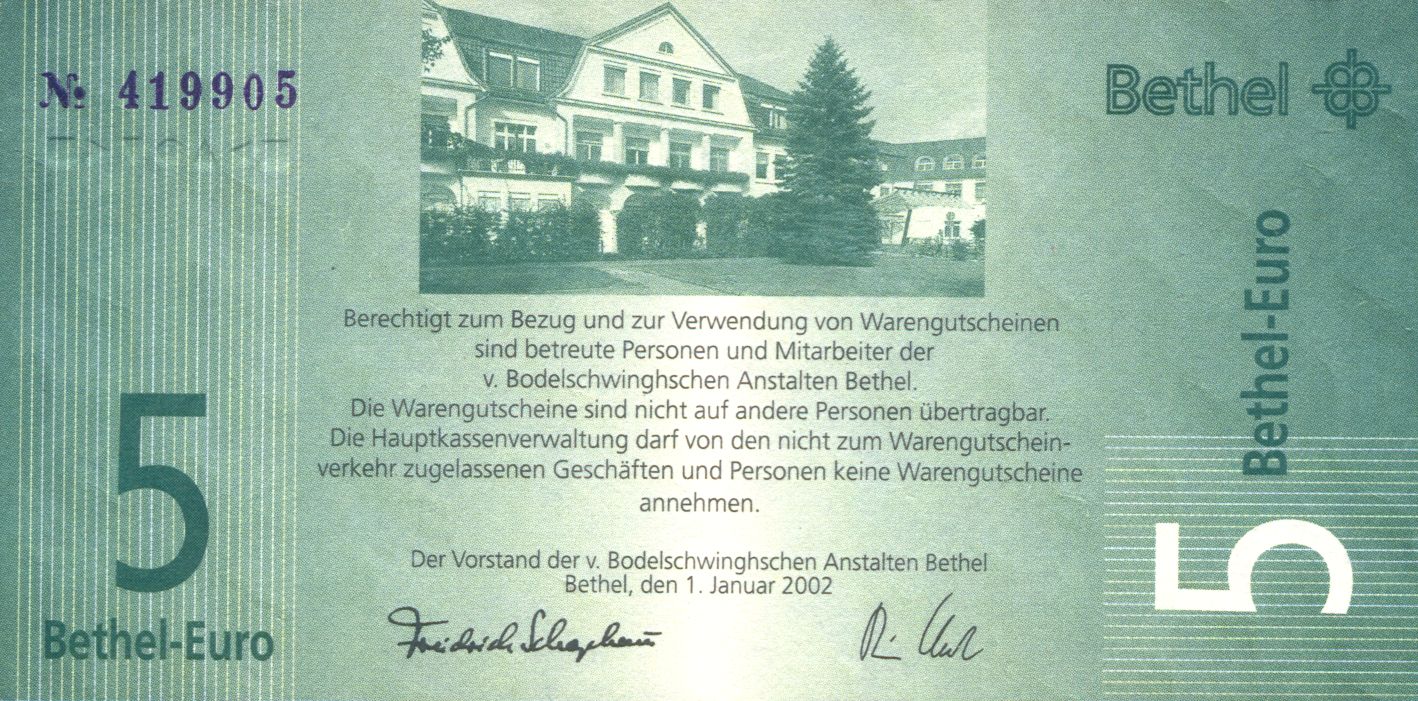 № 419905
Bethel
Berechtigt zum Bezug und zur Verwendung von Warengutscheinen
sind betreute Personen und Mitarbeiter der
v. Bodelschwinghschen Anstalten Bethel.
Die Warengutscheine sind nicht auf andere Personen übertragbar.
Die Hauptkassenverwaltung darf von den nicht zum Warengutschein-
verkehr zugelassenen Geschäften und Personen keine Warengutscheine
annehmen.
Der Vorstand der v. Bodelschwinghschen Anstalten Bethel
Bethel, den 1. Januar 2002
Friedrich Schophaus
5
Bethel-Euro
Bethel-Euro
5